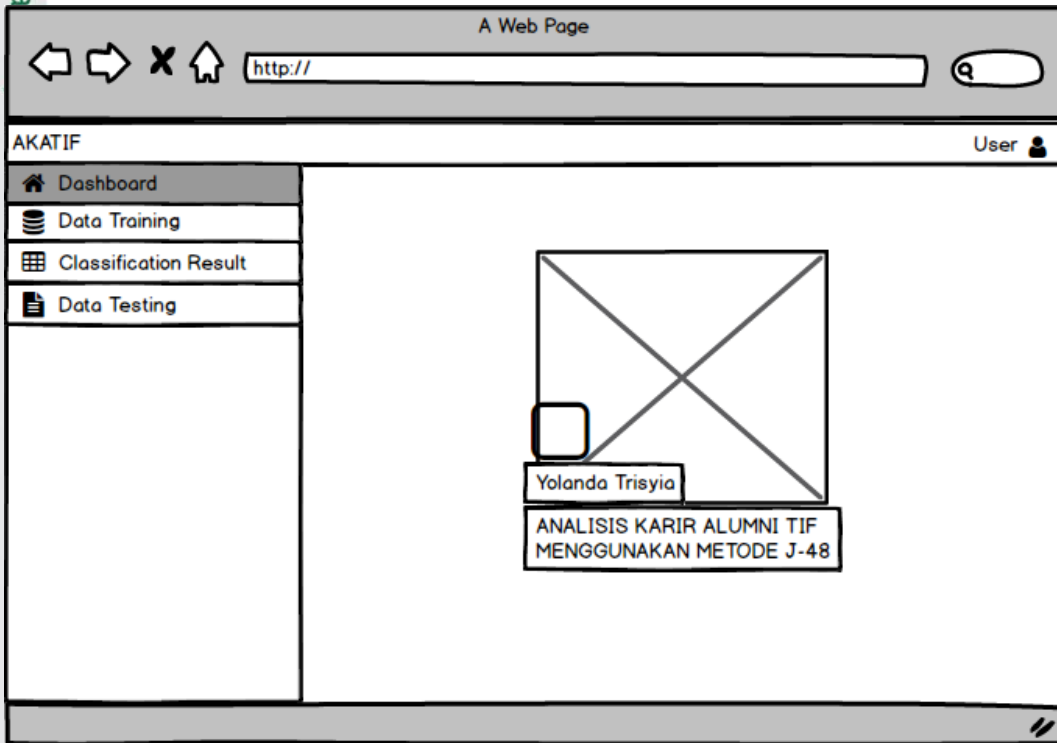 A Web Page
http://
AKATIF
User
Dashboard
Data Training
Classification Result
Data Testing
Yolanda Trisyia
ANALISIS KARIR ALUMNI TIF
MENGGUNAKAN METODE J-48